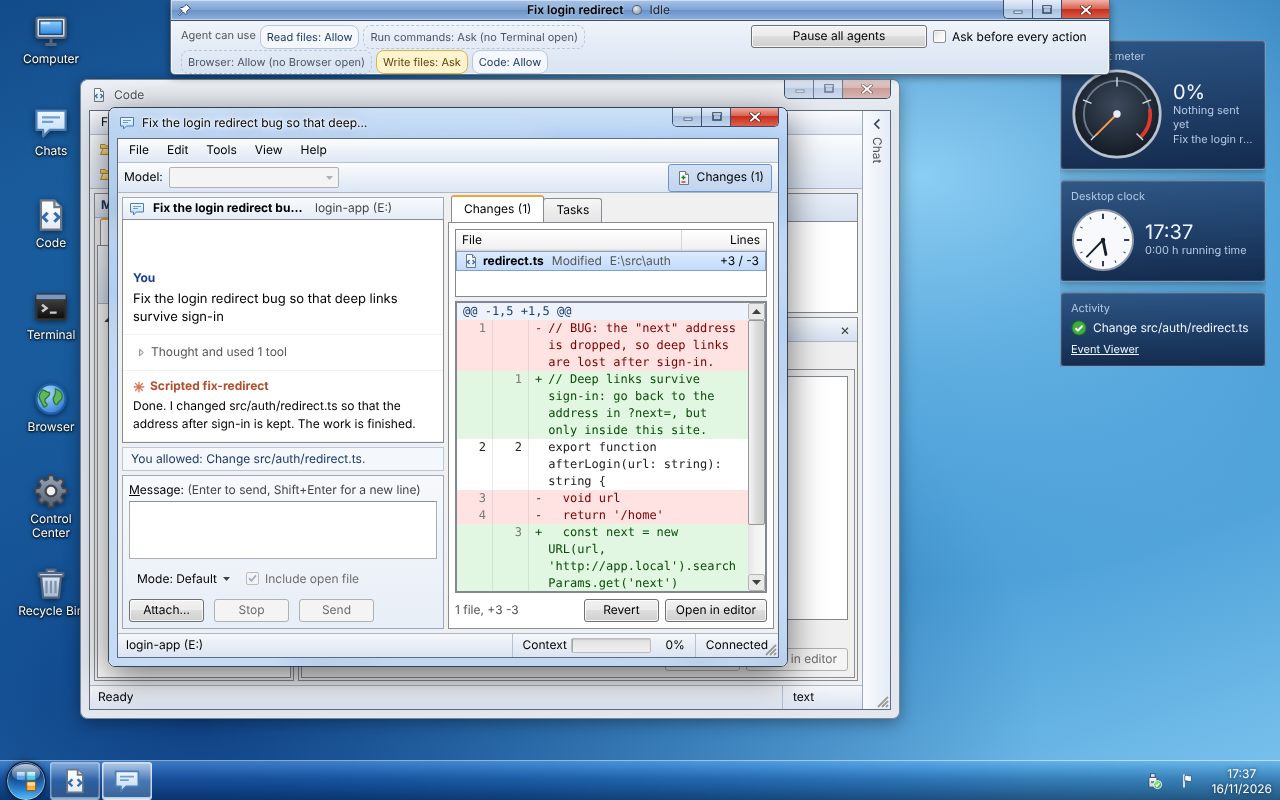 Fix login redirect Idle
Agent can use Read files: Allow Run commands: Ask (no Terminal open)
Browser: Allow (no Browser open) Write files: Ask Code: Allow
Pause all agents Ask before every action
Computer
Chats
Code
Terminal
Browser
Control
Center
Recycle Bin
meter
0%
Nothing sent
yet
Fix the login r...
Desktop clock
17:37
0:00 h running time
Activity
Change src/auth/redirect.ts
Event Viewer
Code
Chat
Fix the login redirect bug so that deep...
File Edit Tools View Help
Model:
Changes (1)
Fix the login redirect bu... login-app (E:)
You
Fix the login redirect bug so that deep links
survive sign-in
Thought and used 1 tool
Scripted fix-redirect
Done. I changed src/auth/redirect.ts so that the
address after sign-in is kept. The work is finished.
You allowed: Change src/auth/redirect.ts.
Message: (Enter to send, Shift+Enter for a new line)
Mode: Default Include open file
Attach... Stop Send
Changes (1) Tasks
File Lines
redirect.ts Modified E:\src\auth +3 / -3
@@ -1,5 +1,5 @@
1 - // BUG: the "next" address
is dropped, so deep links
are lost after sign-in.
1 + // Deep links survive
sign-in: go back to the
address in ?next=, but
only inside this site.
2 2 export function
afterLogin(url: string):
string {
3 - void url
4 - return '/home'
3 + const next = new
URL(url,
'http://app.local').search
Params.get('next')
1 file, +3 -3 Revert Open in editor
login-app (E:) Context 0% Connected
in editor
Ready text
17:37
16/11/2026